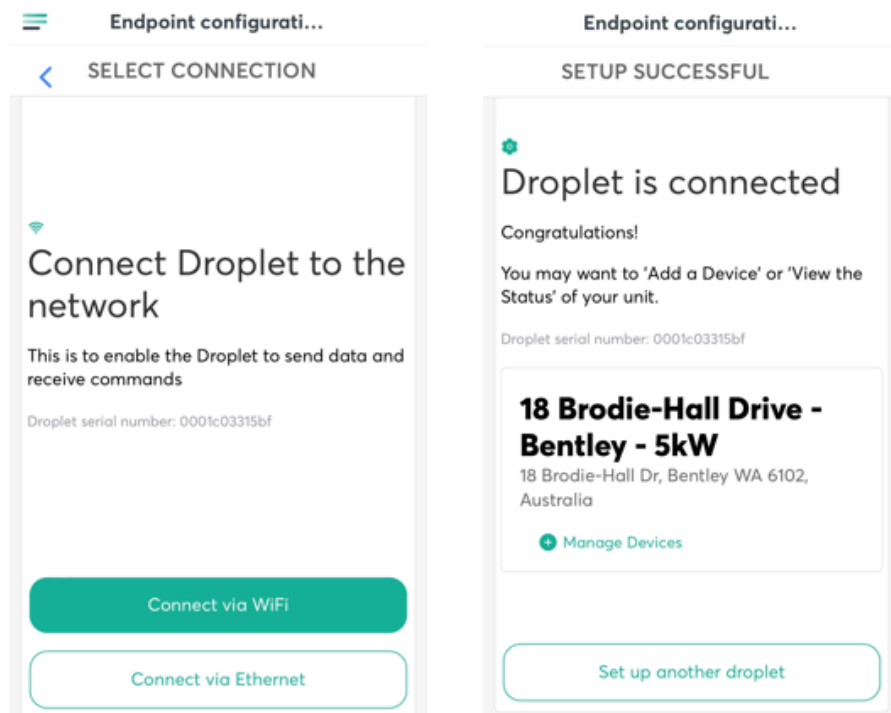 Endpoint configurati...
SELECT CONNECTION
Connect Droplet to the
network
This is to enable the Droplet to send data and
receive commands
Droplet serial number: 0001c03315bf
Connect via WiFi
Connect via Ethernet
Endpoint configurati...
SETUP SUCCESSFUL
Droplet is connected
Congratulations!
You may want to 'Add a Device' or 'View the
Status' of your unit.
Droplet serial number: 0001c03315bf
18 Brodie-Hall Drive -
Bentley - 5kW
18 Brodie-Hall Dr, Bentley WA 6102,
Australia
Manage Devices
Set up another droplet